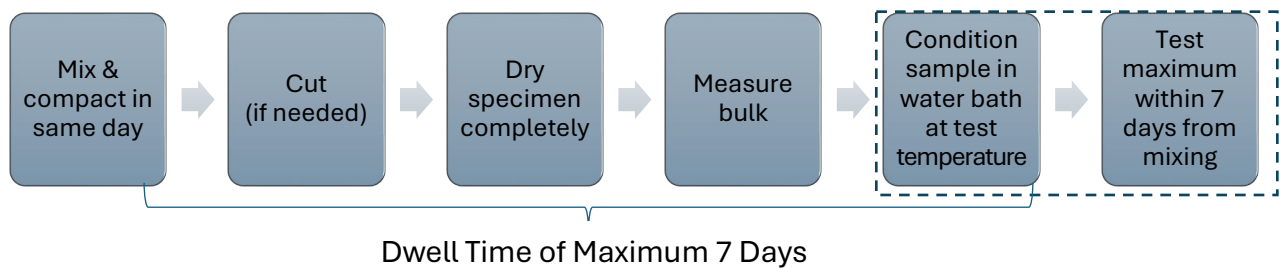 Mix &
compact in
same day
Cut
(if needed)
Dry
specimen
completely
Measure
bulk
Condition
sample in
water bath
at test
temperature
Test
maximum
within 7
days from
mixing
Dwell Time of Maximum 7 Days